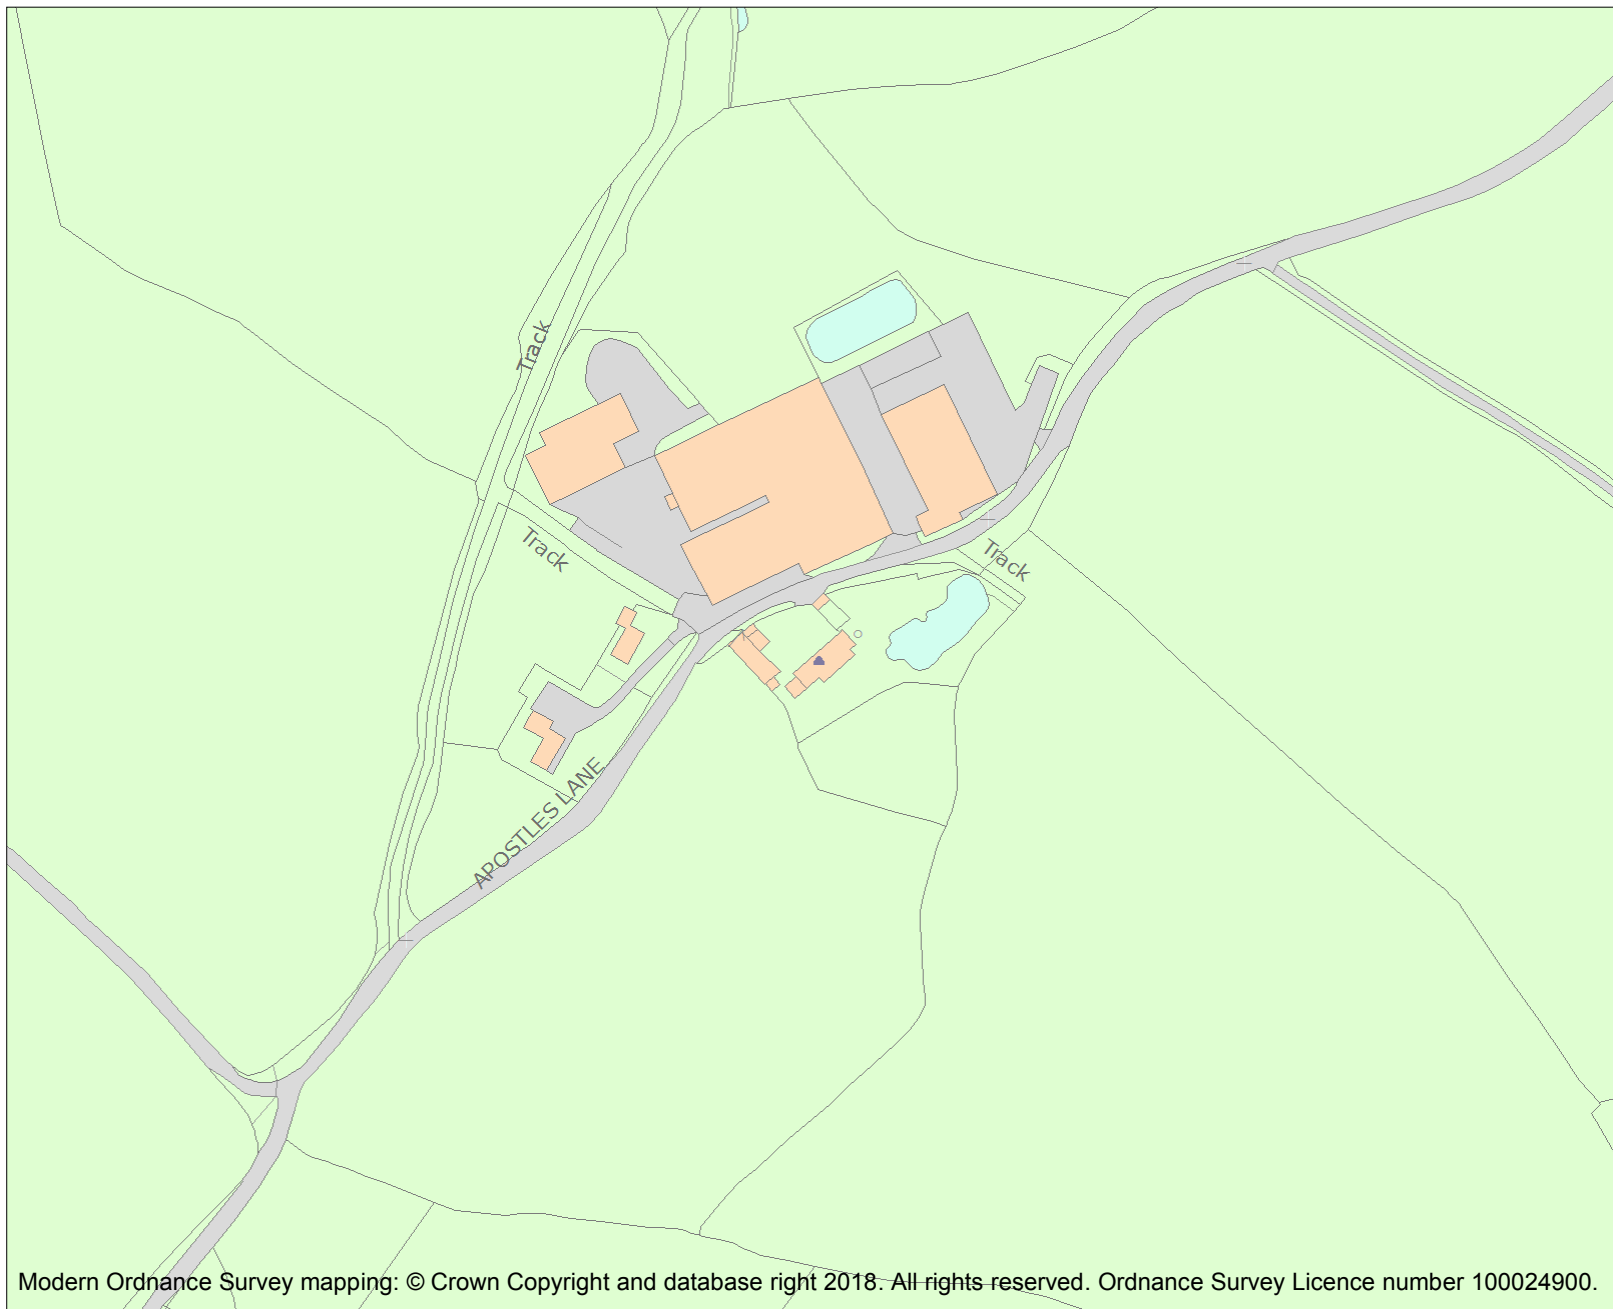 Track
Track
Track
APOSTLES LANE
Modern Ordnance Survey mapping: © Crown Copyright and database right 2018. All rights reserved. Ordnance Survey Licence number 100024900.